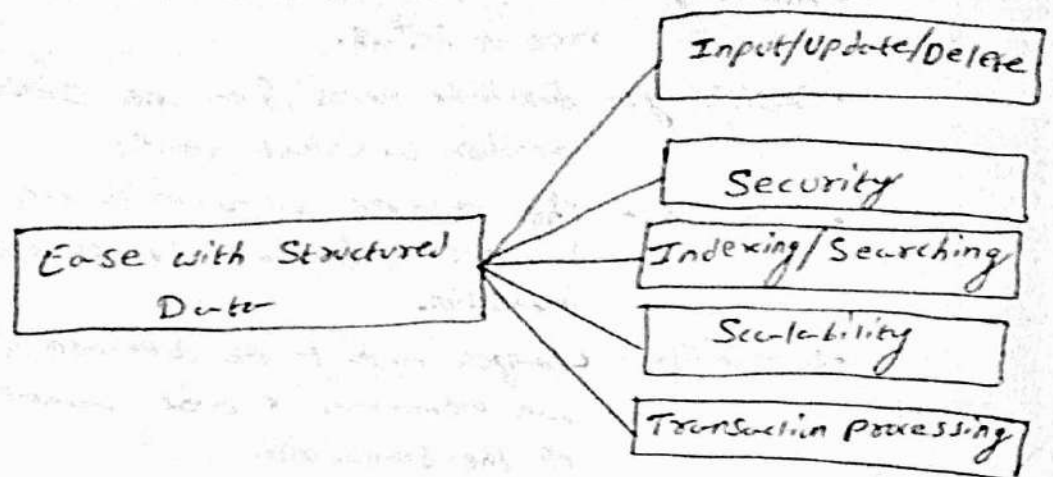 Input/Update/Delete
Security
Ease with Structured
Data
Indexing/Searching
Scalability
Transaction processing